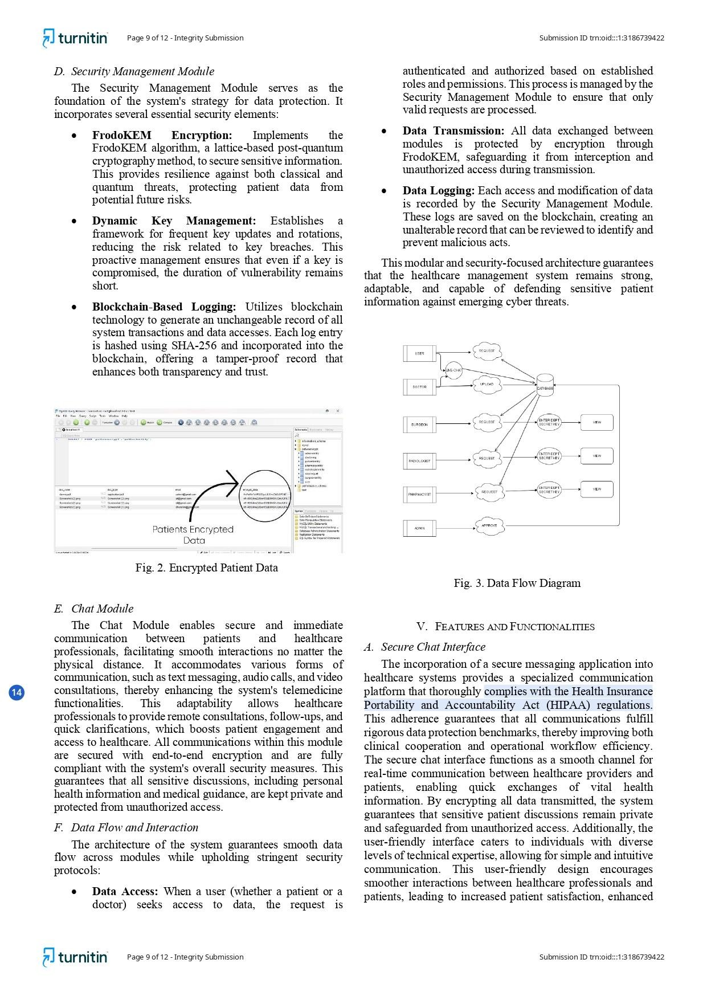 turnitin
Page 9 of 12 - Integrity Submission
Submission ID trn:oid:::1:3186739422
D. Security Management Module
The Security Management Module serves as the
foundation of the system's strategy for data protection. It
incorporates several essential security elements:
• FrodoKEM Encryption: Implements the
FrodoKEM algorithm, a lattice-based post-quantum
cryptography method, to secure sensitive information.
This provides resilience against both classical and
quantum threats, protecting patient data from
potential future risks.
• Dynamic Key Management: Establishes a
framework for frequent key updates and rotations,
reducing the risk related to key breaches. This
proactive management ensures that even if a key is
compromised, the duration of vulnerability remains
short.
• Blockchain-Based Logging: Utilizes blockchain
technology to generate an unchangeable record of all
system transactions and data accesses. Each log entry
is hashed using SHA-256 and incorporated into the
blockchain, offering a tamper-proof record that
enhances both transparency and trust.
File Edit View Query Script Tools Window Help
Patients Encrypted
Data
Fig. 2. Encrypted Patient Data
E. Chat Module
The Chat Module enables secure and immediate
communication between patients and healthcare
professionals, facilitating smooth interactions no matter the
physical distance. It accommodates various forms of
communication, such as text messaging, audio calls, and video
14
consultations, thereby enhancing the system's telemedicine
functionalities. This adaptability allows healthcare
professionals to provide remote consultations, follow-ups, and
quick clarifications, which boosts patient engagement and
access to healthcare. All communications within this module
are secured with end-to-end encryption and are fully
compliant with the system's overall security measures. This
guarantees that all sensitive discussions, including personal
health information and medical guidance, are kept private and
protected from unauthorized access.
F. Data Flow and Interaction
The architecture of the system guarantees smooth data
flow across modules while upholding stringent security
protocols:
• Data Access: When a user (whether a patient or a
doctor) seeks access to data, the request is
authenticated and authorized based on established
roles and permissions. This process is managed by the
Security Management Module to ensure that only
valid requests are processed.
• Data Transmission: All data exchanged between
modules is protected by encryption through
FrodoKEM, safeguarding it from interception and
unauthorized access during transmission.
• Data Logging: Each access and modification of data
is recorded by the Security Management Module.
These logs are saved on the blockchain, creating an
unalterable record that can be reviewed to identify and
prevent malicious acts.
This modular and security-focused architecture guarantees
that the healthcare management system remains strong,
adaptable, and capable of defending sensitive patient
information against emerging cyber threats.
USER
REQUEST
LIVE-CHAT
DOCTOR
UPLOAD
DATABASE
SURGEON
REQUEST
ENTER DEPT
SECRET KEY
VIEW
RADIOLOGIST
REQUEST
ENTER DEPT
SECRET KEY
VIEW
PHARMACYIST
REQUEST
ENTER DEPT
SECRET KEY
VIEW
ADMIN
APPROVE
Fig. 3. Data Flow Diagram
V. FEATURES AND FUNCTIONALITIES
A. Secure Chat Interface
The incorporation of a secure messaging application into
healthcare systems provides a specialized communication
platform that thoroughly complies with the Health Insurance
Portability and Accountability Act (HIPAA) regulations.
This adherence guarantees that all communications fulfill
rigorous data protection benchmarks, thereby improving both
clinical cooperation and operational workflow efficiency.
The secure chat interface functions as a smooth channel for
real-time communication between healthcare providers and
patients, enabling quick exchanges of vital health
information. By encrypting all data transmitted, the system
guarantees that sensitive patient discussions remain private
and safeguarded from unauthorized access. Additionally, the
user-friendly interface caters to individuals with diverse
levels of technical expertise, allowing for simple and intuitive
communication. This user-friendly design encourages
smoother interactions between healthcare professionals and
patients, leading to increased patient satisfaction, enhanced
turnitin
Page 9 of 12 - Integrity Submission
Submission ID trn:oid:::1:3186739422